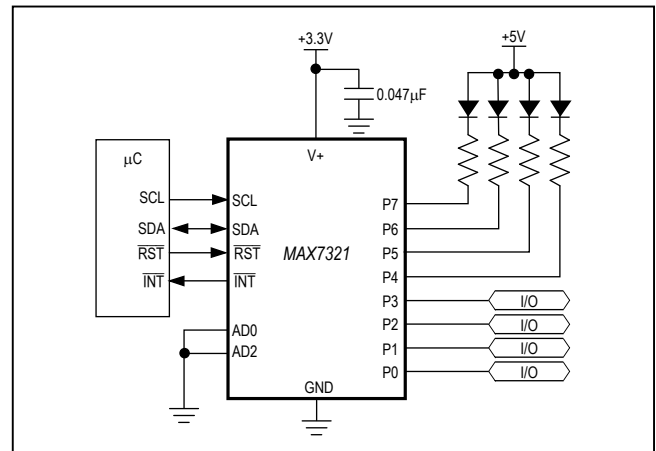 +3.3V
+5V
0.047μF
μC
V+
SCL
SCL
P7
SDA
SDA
P6
RST
RST
MAX7321
P5
INT
INT
P4
P3
I/O
AD0
P2
I/O
AD2
P1
I/O
P0
I/O
GND